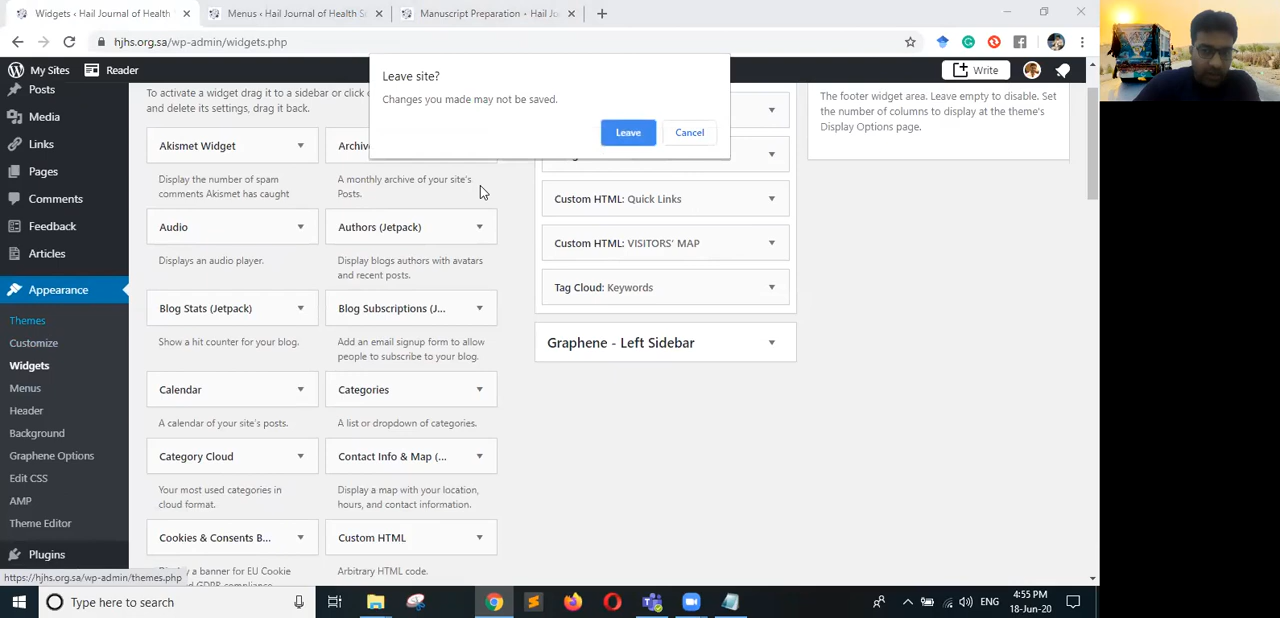 Widgets ‹ Hail Journal of Health
Menus ‹ Hail Journal of Health Si
Manuscript Preparation - Hail Jo
hjhs.org.sa/wp-admin/widgets.php
My Sites
Reader
Write
Leave site?
Changes you made may not be saved.
Leave
Cancel
Posts
Media
Links
Pages
Comments
Feedback
Articles
Appearance
Themes
Customize
Widgets
Menus
Header
Background
Graphene Options
Edit CSS
AMP
Theme Editor
Plugins
To activate a widget drag it to a sidebar or click
and delete its settings, drag it back.
Akismet Widget
Display the number of spam
comments Akismet has caught
Archiv
A monthly archive of your site's
Posts.
Audio
Displays an audio player.
Authors (Jetpack)
Display blogs authors with avatars
and recent posts.
Blog Stats (Jetpack)
Show a hit counter for your blog.
Blog Subscriptions (J...
Add an email signup form to allow
people to subscribe to your blog.
Calendar
A calendar of your site's posts.
Categories
A list or dropdown of categories.
Category Cloud
Your most used categories in
cloud format.
Contact Info & Map (...
Display a map with your location,
hours, and contact information.
Cookies & Consents B...
Display a banner for EU Cookie
Custom HTML
Arbitrary HTML code.
Custom HTML: Quick Links
Custom HTML: VISITORS' MAP
Tag Cloud: Keywords
Graphene - Left Sidebar
The footer widget area. Leave empty to disable. Set
the number of columns to display at the theme's
Display Options page.
https://hjhs.org.sa/wp-admin/themes.php
Type here to search
ENG
4:55 PM
18-Jun-20